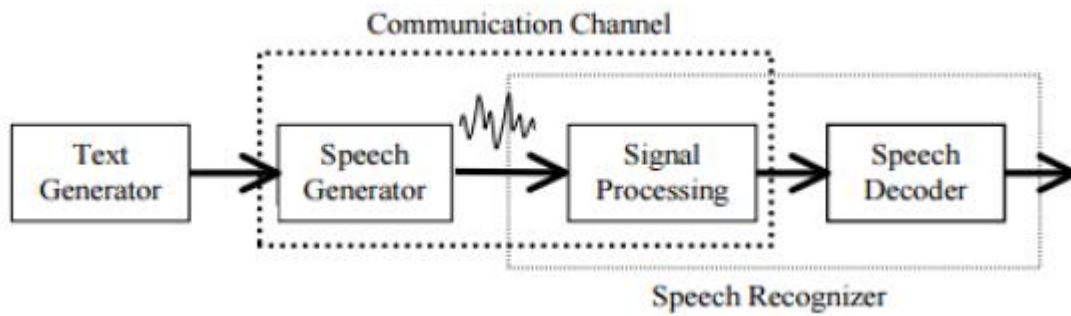 Communication Channel
Text
Generator
Speech
Generator
Signal
Processing
Speech
Decoder
Speech Recognizer